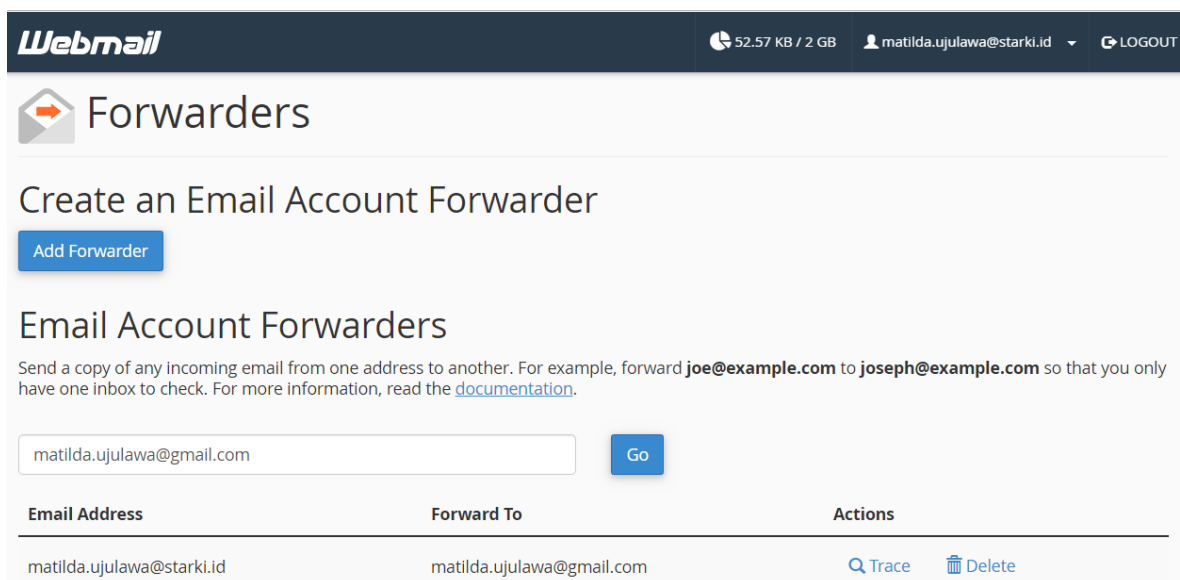 Webmail 52.57 KB / 2 GB matilda.ujulawa@starki.id LOGOUT
Forwarders
Create an Email Account Forwarder
Add Forwarder
Email Account Forwarders
Send a copy of any incoming email from one address to another. For example, forward joe@example.com to joseph@example.com so that you only
have one inbox to check. For more information, read the documentation.
matilda.ujulawa@gmail.com Go
Email Address Forward To Actions
matilda.ujulawa@starki.id matilda.ujulawa@gmail.com Trace Delete